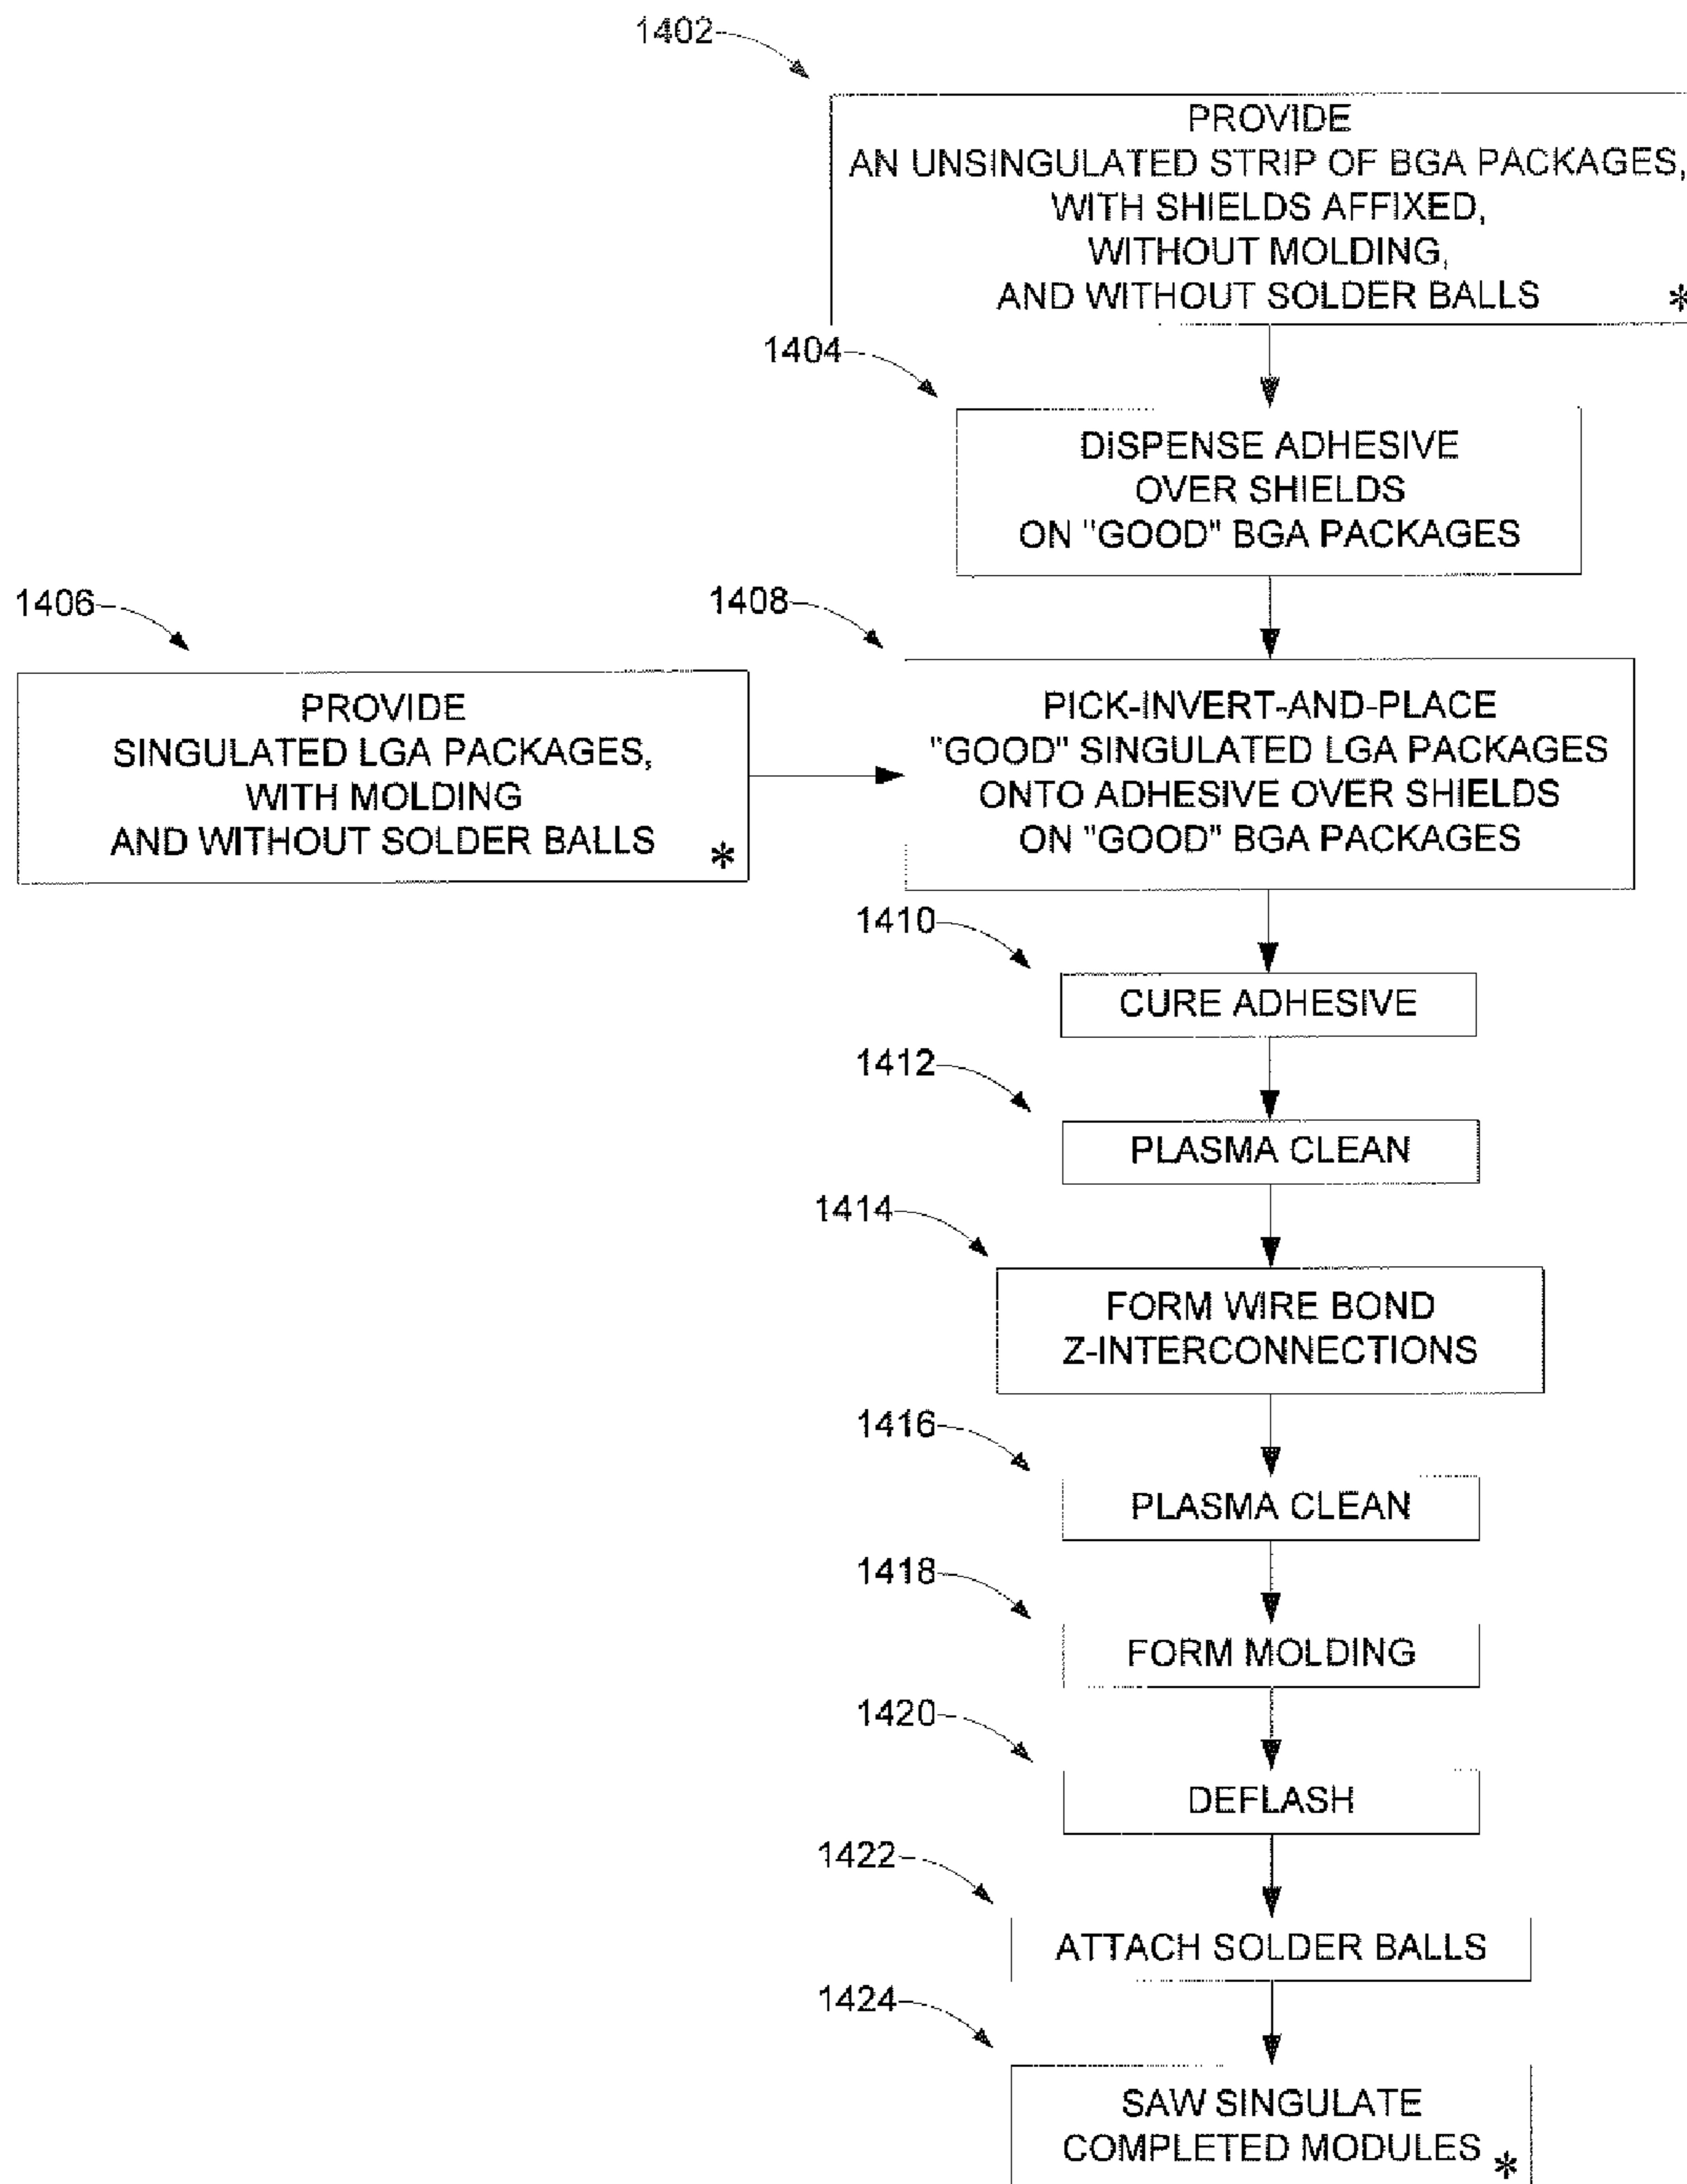 1402
PROVIDE
AN UNSINGULATED STRIP OF BGA PACKAGES,
WITH SHIELDS AFFIXED,
WITHOUT MOLDING,
AND WITHOUT SOLDER BALLS *
1404
DISPENSE ADHESIVE
OVER SHIELDS
ON "GOOD" BGA PACKAGES
1406
PROVIDE
SINGULATED LGA PACKAGES,
WITH MOLDING
AND WITHOUT SOLDER BALLS *
1408
PICK-INVERT-AND-PLACE
"GOOD" SINGULATED LGA PACKAGES
ONTO ADHESIVE OVER SHIELDS
ON "GOOD" BGA PACKAGES
1410
CURE ADHESIVE
1412
PLASMA CLEAN
1414
FORM WIRE BOND
Z-INTERCONNECTIONS
1416
PLASMA CLEAN
1418
FORM MOLDING
1420
DEFLASH
1422
ATTACH SOLDER BALLS
1424
SAW SINGULATE
COMPLETED MODULES *